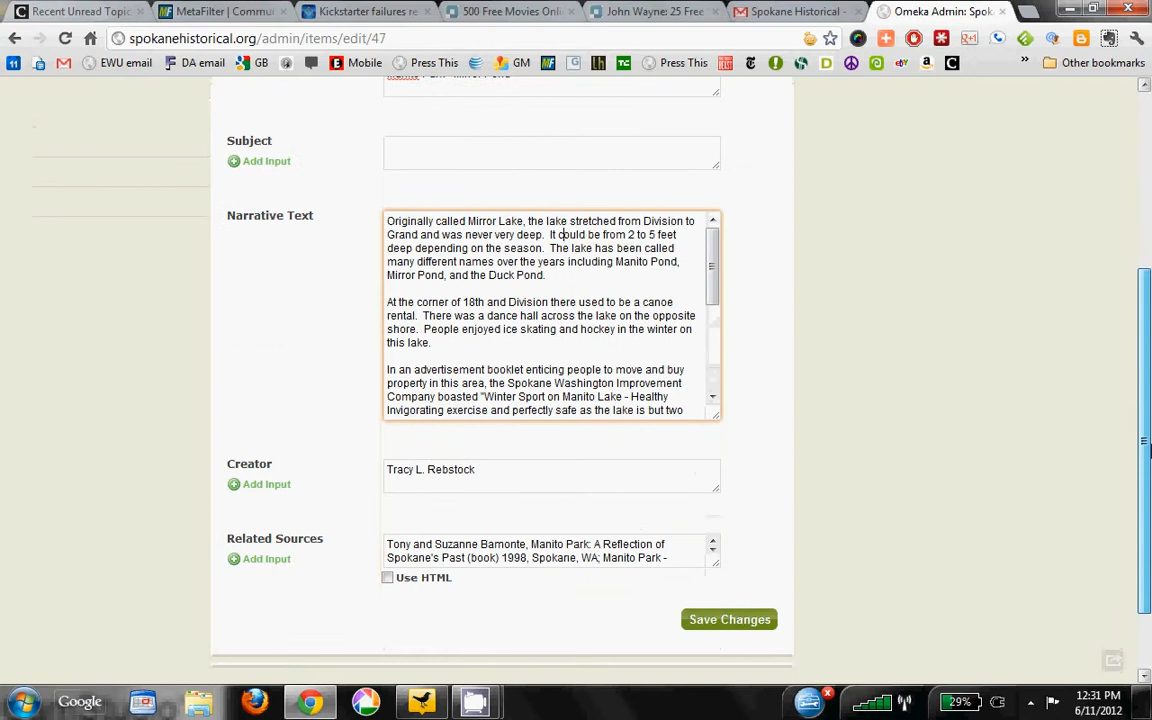 Recent Unread Topic
MetaFilter | Commu
Kickstarter failures re
500 Free Movies Onli
John Wayne: 25 Free
Spokane Historical -
Omeka Admin: Spok
spokanehistorical.org/admin/items/edit/47
EWU email
DA email
GB
Mobile
Press This
GM
Press This
Other bookmarks
Subject
Add Input
Narrative Text
Originally called Mirror Lake, the lake stretched from Division to
Grand and was never very deep. It could be from 2 to 5 feet
deep depending on the season. The lake has been called
many different names over the years including Manito Pond,
Mirror Pond, and the Duck Pond.
At the corner of 18th and Division there used to be a canoe
rental. There was a dance hall across the lake on the opposite
shore. People enjoyed ice skating and hockey in the winter on
this lake.
In an advertisement booklet enticing people to move and buy
property in this area, the Spokane Washington Improvement
Company boasted "Winter Sport on Manito Lake - Healthy
Invigorating exercise and perfectly safe as the lake is but two
Creator
Add Input
Tracy L. Rebstock
Related Sources
Add Input
Tony and Suzanne Bamonte, Manito Park: A Reflection of
Spokane's Past (book) 1998, Spokane, WA; Manito Park -
Use HTML
Save Changes
Google
29%
12:31 PM
6/11/2012